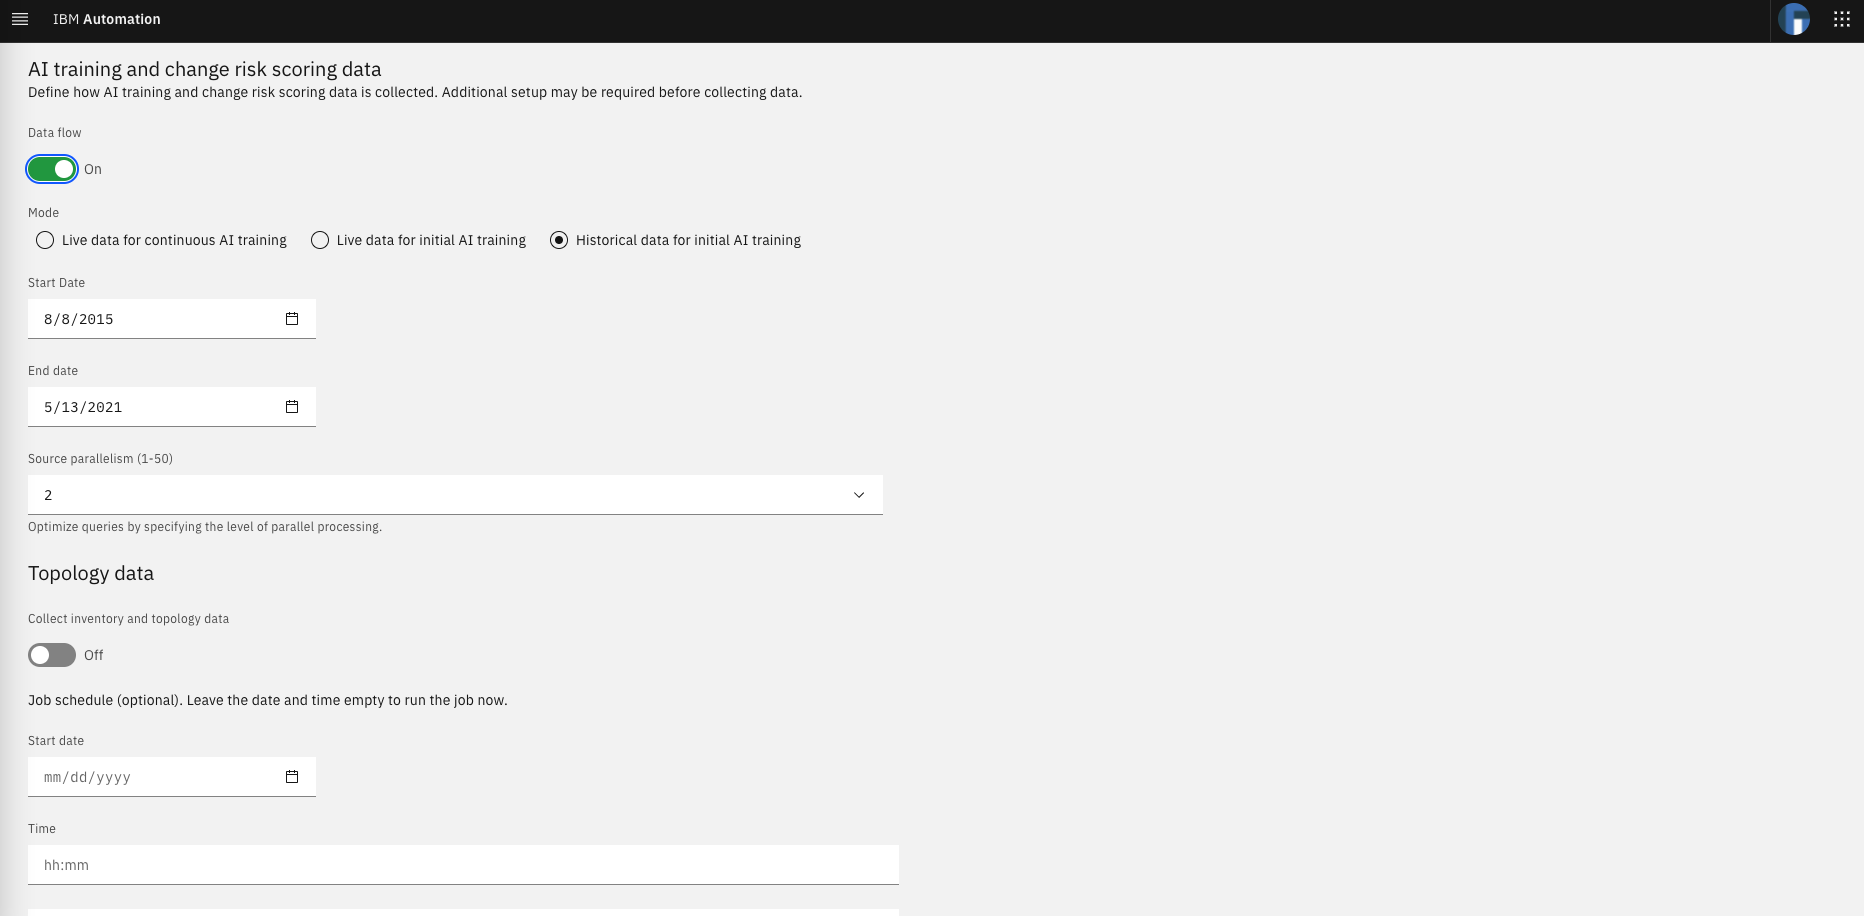 IBM Automation
AI training and change risk scoring data
Define how AI training and change risk scoring data is collected. Additional setup may be required before collecting data.
Data flow
On
Mode
Live data for continuous AI training Live data for initial AI training Historical data for initial AI training
Start Date
8/8/2015
End date
5/13/2021
Source parallelism (1-50)
2
Optimize queries by specifying the level of parallel processing.
Topology data
Collect inventory and topology data
Off
Job schedule (optional). Leave the date and time empty to run the job now.
Start date
mm/dd/yyyy
Time
hh:mm